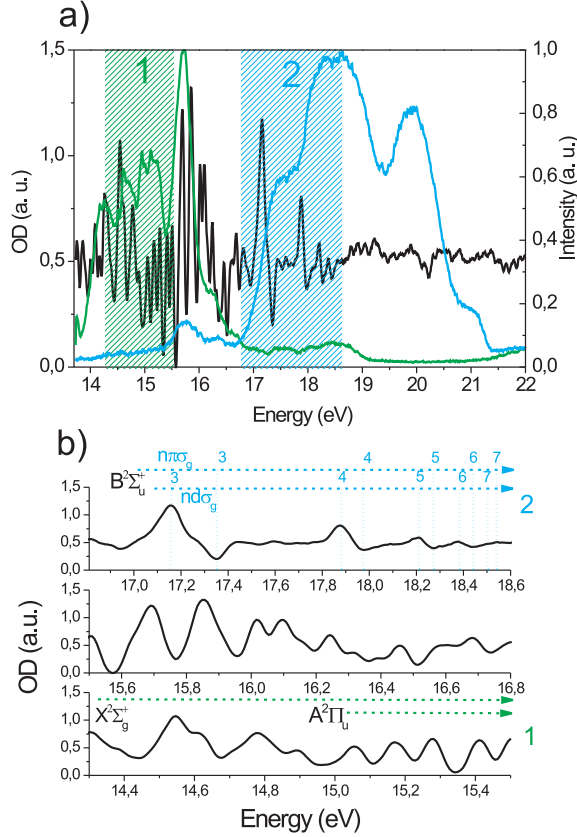 a)
1,5
1,0
0,5
0,0
OD (a. u.)
1
2
1,0
0,8
0,6
0,4
0,2
0,0
Intensity (a. u.)
14 15 16 17 18 19 20 21 22
Energy (eV)
b)
nπσg 3 4 5 6 7
B²Σu⁺ 3 4 5 6 7
ndσg
2
1,5
1,0
0,5
0,0
17,0 17,2 17,4 17,6 17,8 18,0 18,2 18,4 18,6
1,5
1,0
0,5
0,0
15,6 15,8 16,0 16,2 16,4 16,6 16,8
OD (a.u.)
1,5
1,0
0,5
0,0
X²Σg⁺ A²Πu
1
14,4 14,6 14,8 15,0 15,2 15,4
Energy (eV)